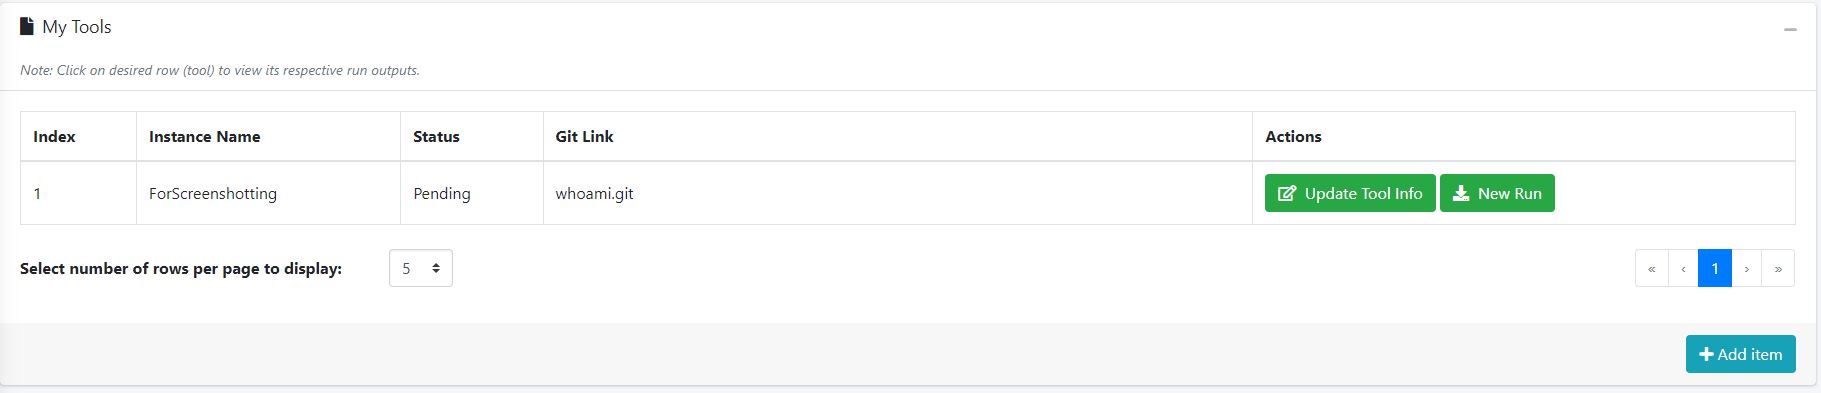 My Tools
Note: Click on desired row (tool) to view its respective run outputs.
Index Instance Name Status Git Link Actions
1 ForScreenshotting Pending whoami.git Update Tool Info New Run
Select number of rows per page to display: 5 « ‹ 1 › »
Add item